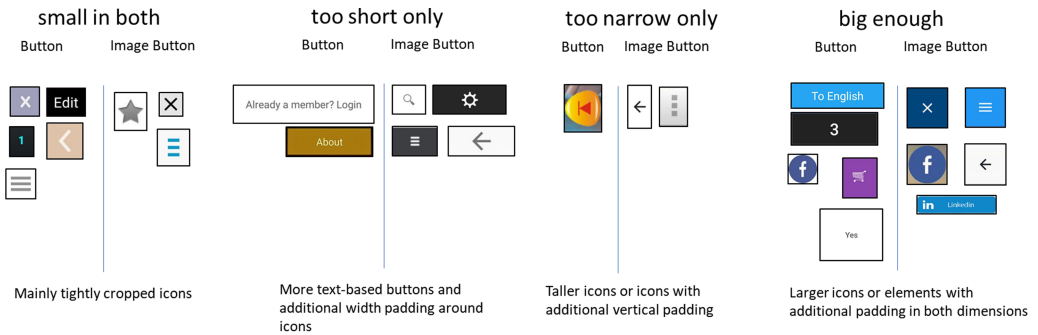 small in both
too short only
too narrow only
big enough
Button
Image Button
Button
Image Button
Button
Image Button
Button
Image Button
X
Edit
1
Already a member? Login
About
To English
3
f
Yes
f
in Linkedin
Mainly tightly cropped icons
More text-based buttons and
additional width padding around
icons
Taller icons or icons with
additional vertical padding
Larger icons or elements with
additional padding in both dimensions